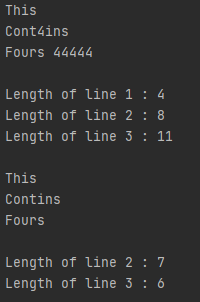 This
Cont4ins
Fours 44444

Length of line 1 : 4
Length of line 2 : 8
Length of line 3 : 11

This
Contins
Fours

Length of line 2 : 7
Length of line 3 : 6